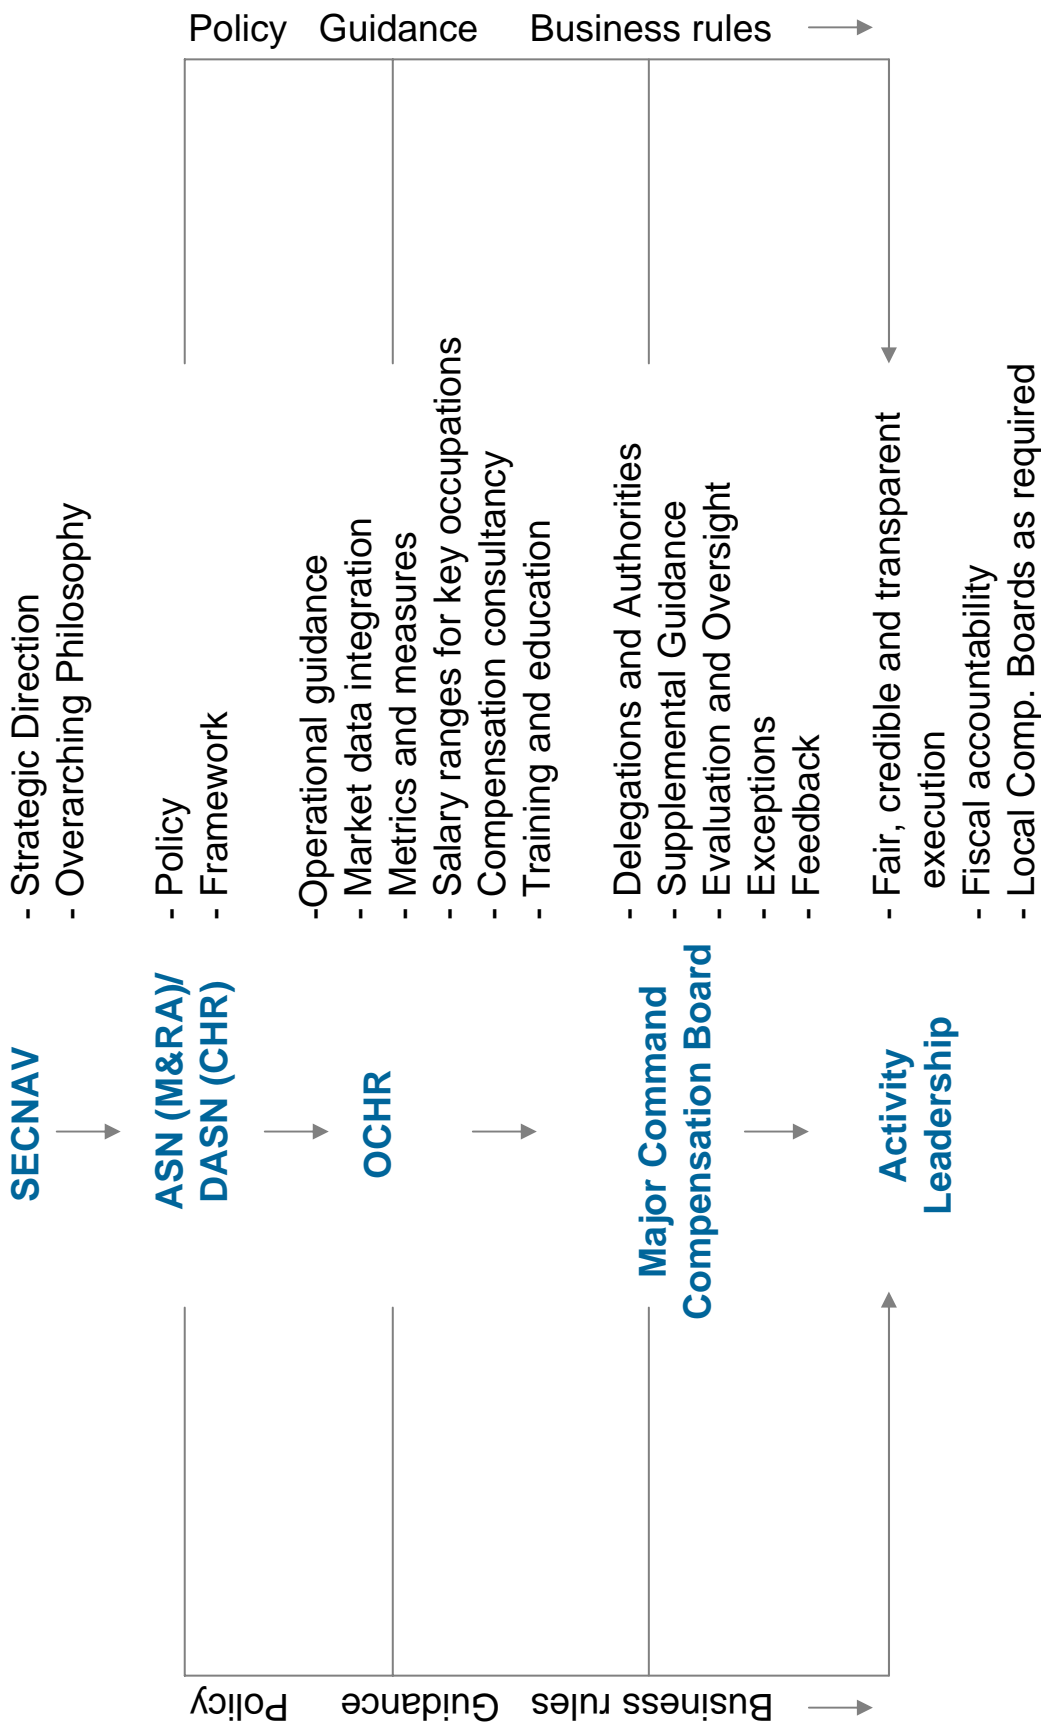 SECNAV
- Strategic Direction
- Overarching Philosophy
ASN (M&RA)/
DASN (CHR)
- Policy
- Framework
OCHR
-Operational guidance
- Market data integration
- Metrics and measures
- Salary ranges for key occupations
- Compensation consultancy
- Training and education
Major Command
Compensation Board
- Delegations and Authorities
- Supplemental Guidance
- Evaluation and Oversight
- Exceptions
- Feedback
Activity
Leadership
- Fair, credible and transparent
execution
- Fiscal accountability
- Local Comp. Boards as required
Policy
Guidance
Business rules
Policy
Guidance
Business rules